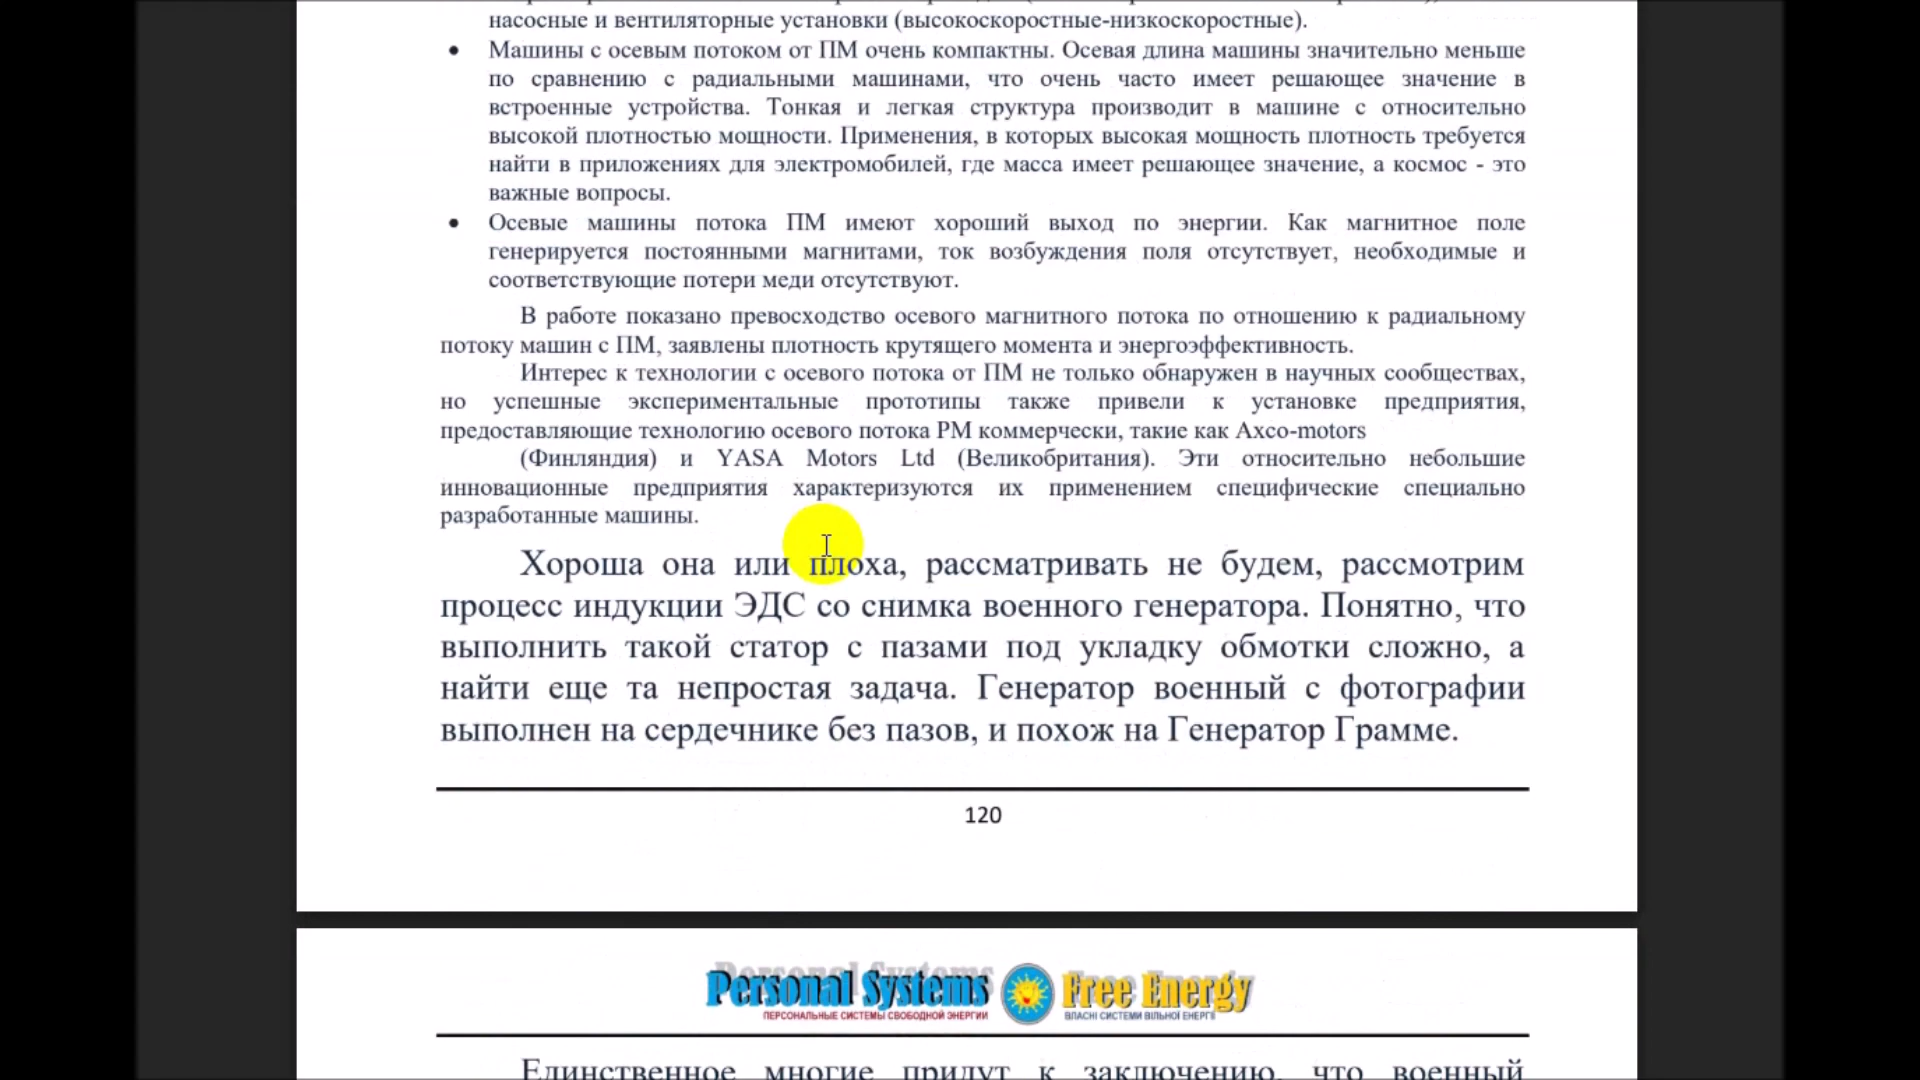 насосные и вентиляторные установки (высокоскоростные-низкоскоростные).
• Машины с осевым потоком от ПМ очень компактны. Осевая длина машины значительно меньше
по сравнению с радиальными машинами, что очень часто имеет решающее значение в
встроенные устройства. Тонкая и легкая структура производит в машине с относительно
высокой плотностью мощности. Применения, в которых высокая мощность плотность требуется
найти в приложениях для электромобилей, где масса имеет решающее значение, а космос - это
важные вопросы.
• Осевые машины потока ПМ имеют хороший выход по энергии. Как магнитное поле
генерируется постоянными магнитами, ток возбуждения поля отсутствует, необходимые и
соответствующие потери меди отсутствуют.
В работе показано превосходство осевого магнитного потока по отношению к радиальному
потоку машин с ПМ, заявлены плотность крутящего момента и энергоэффективность.
Интерес к технологии с осевого потока от ПМ не только обнаружен в научных сообществах,
но успешные экспериментальные прототипы также привели к установке предприятия,
предоставляющие технологию осевого потока РМ коммерчески, такие как Axco-motors
(Финляндия) и YASA Motors Ltd (Великобритания). Эти относительно небольшие
инновационные предприятия характеризуются их применением специфические специально
разработанные машины.
Хороша она или плоха, рассматривать не будем, рассмотрим
процесс индукции ЭДС со снимка военного генератора. Понятно, что
выполнить такой статор с пазами под укладку обмотки сложно, а
найти еще та непростая задача. Генератор военный с фотографии
выполнен на сердечнике без пазов, и похож на Генератор Грамме.
120
Personal Systems Free Energy
ПЕРСОНАЛЬНЫЕ СИСТЕМЫ СВОБОДНОЙ ЭНЕРГИИ ВЛАСНІ СИСТЕМИ ВІЛЬНОЇ ЕНЕРГІЇ
Единственное многие придут к заключению, что военный